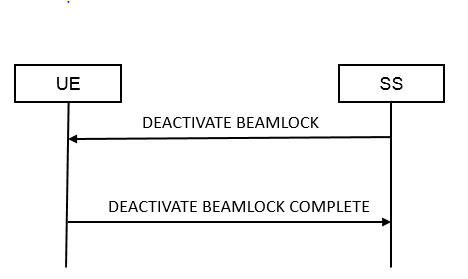 UE
SS
DEACTIVATE BEAMLOCK
DEACTIVATE BEAMLOCK COMPLETE